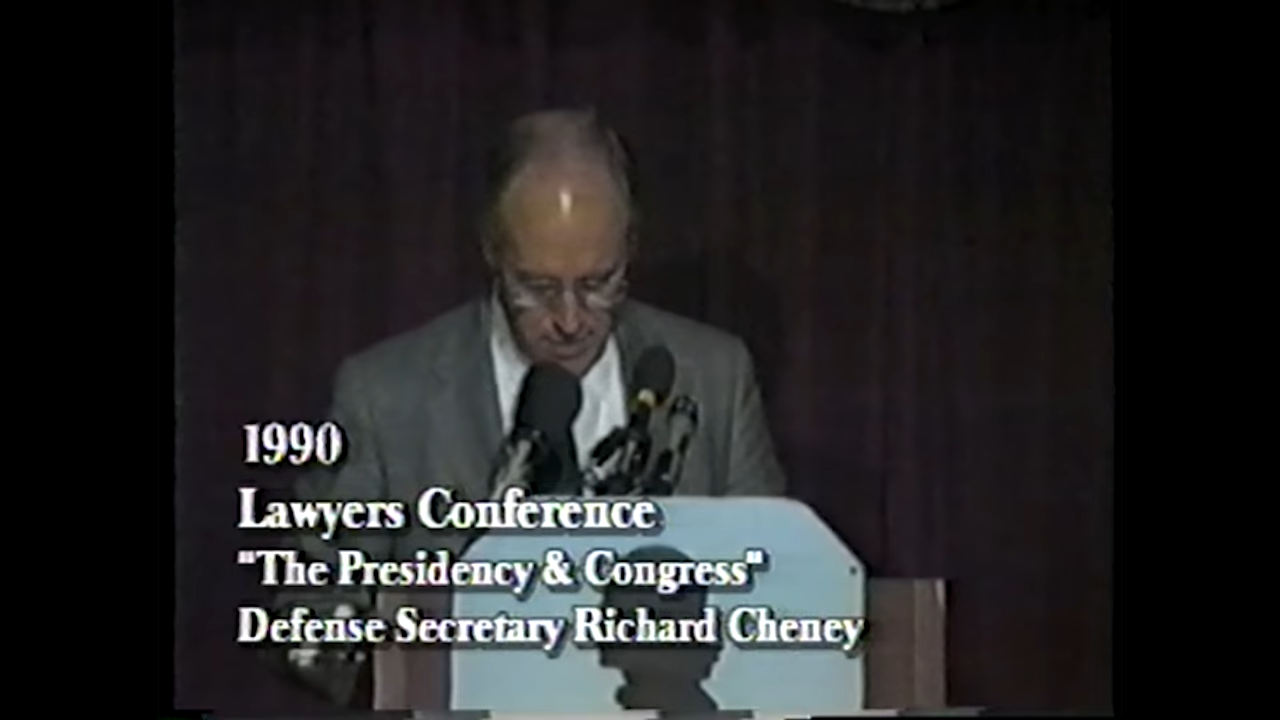 1990
Lawyers Conference
"The Presidency & Congress"
Defense Secretary Richard Cheney